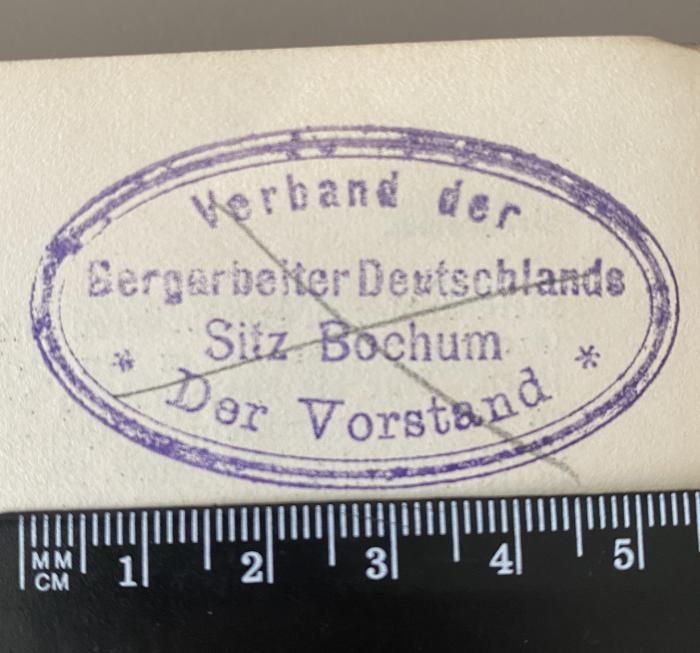 Verband der
Bergarbeiter Deutschlands
Sitz Bochum
* Der Vorstand *
MM
CM
1 2 3 4 5